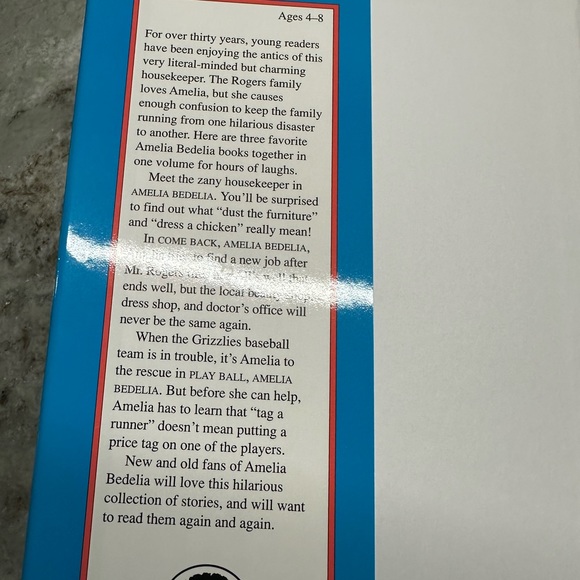 Ages 4–8
For over thirty years, young readers
have been enjoying the antics of this
very literal-minded but charming
housekeeper. The Rogers family
loves Amelia, but she causes
enough confusion to keep the family
running from one hilarious disaster
to another. Here are three favorite
Amelia Bedelia books together in
one volume for hours of laughs.
Meet the zany housekeeper in
AMELIA BEDELIA. You'll be surprised
to find out what “dust the furniture”
and “dress a chicken” really mean!
In COME BACK, AMELIA BEDELIA,
to find a new job after
Mr. Rogers well that
ends well, but the local beauty
dress shop, and doctor's office will
never be the same again.
When the Grizzlies baseball
team is in trouble, it's Amelia to
the rescue in PLAY BALL, AMELIA
BEDELIA. But before she can help,
Amelia has to learn that “tag a
runner” doesn't mean putting a
price tag on one of the players.
New and old fans of Amelia
Bedelia will love this hilarious
collection of stories, and will want
to read them again and again.